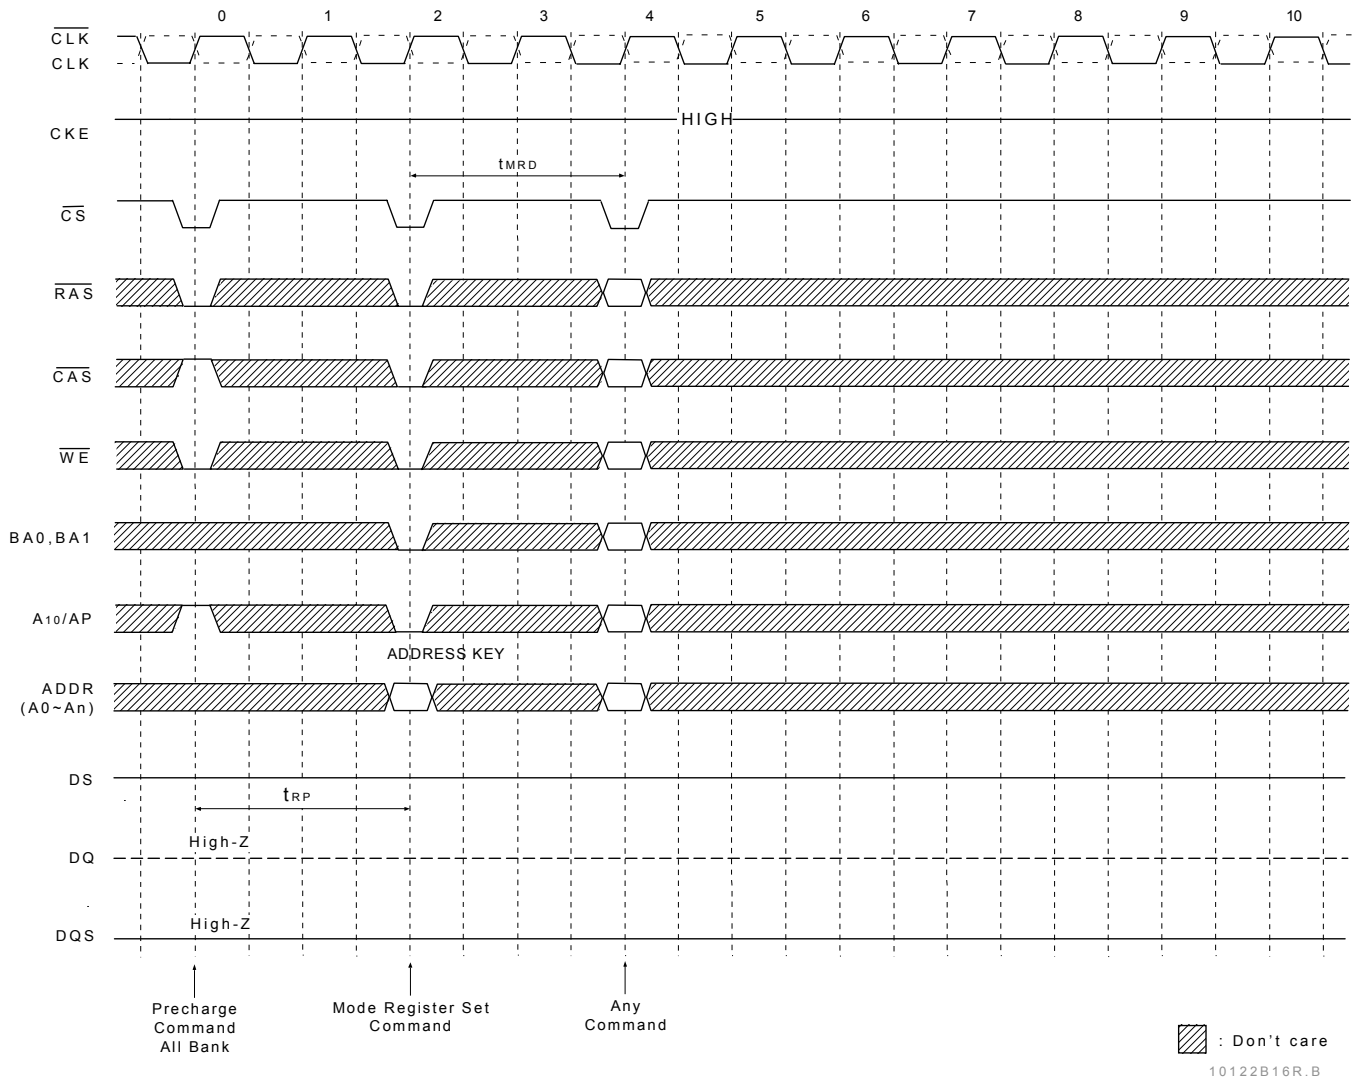 0 1 2 3 4 5 6 7 8 9 10
CLK
CLK
HIGH
CKE
tMRD
CS
RAS
CAS
WE
BA0,BA1
A10/AP
ADDRESS KEY
ADDR
(A0~An)
DS
tRP
High-Z
DQ
High-Z
DQS
Precharge
Command
All Bank
Mode Register Set
Command
Any
Command
: Don't care
10122B16R.B